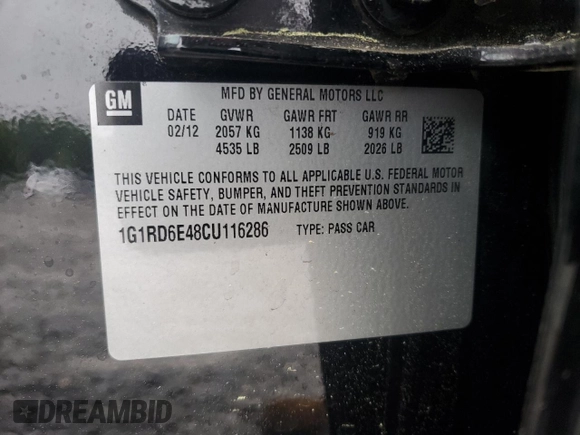 GM
MFD BY GENERAL MOTORS LLC
DATE GVWR GAWR FRT GAWR RR
02/12 2057 KG 1138 KG 919 KG
4535 LB 2509 LB 2026 LB
THIS VEHICLE CONFORMS TO ALL APPLICABLE U.S. FEDERAL MOTOR
VEHICLE SAFETY, BUMPER, AND THEFT PREVENTION STANDARDS IN
EFFECT ON THE DATE OF MANUFACTURE SHOWN ABOVE.
1G1RD6E48CU116286 TYPE: PASS CAR
DREAMBID